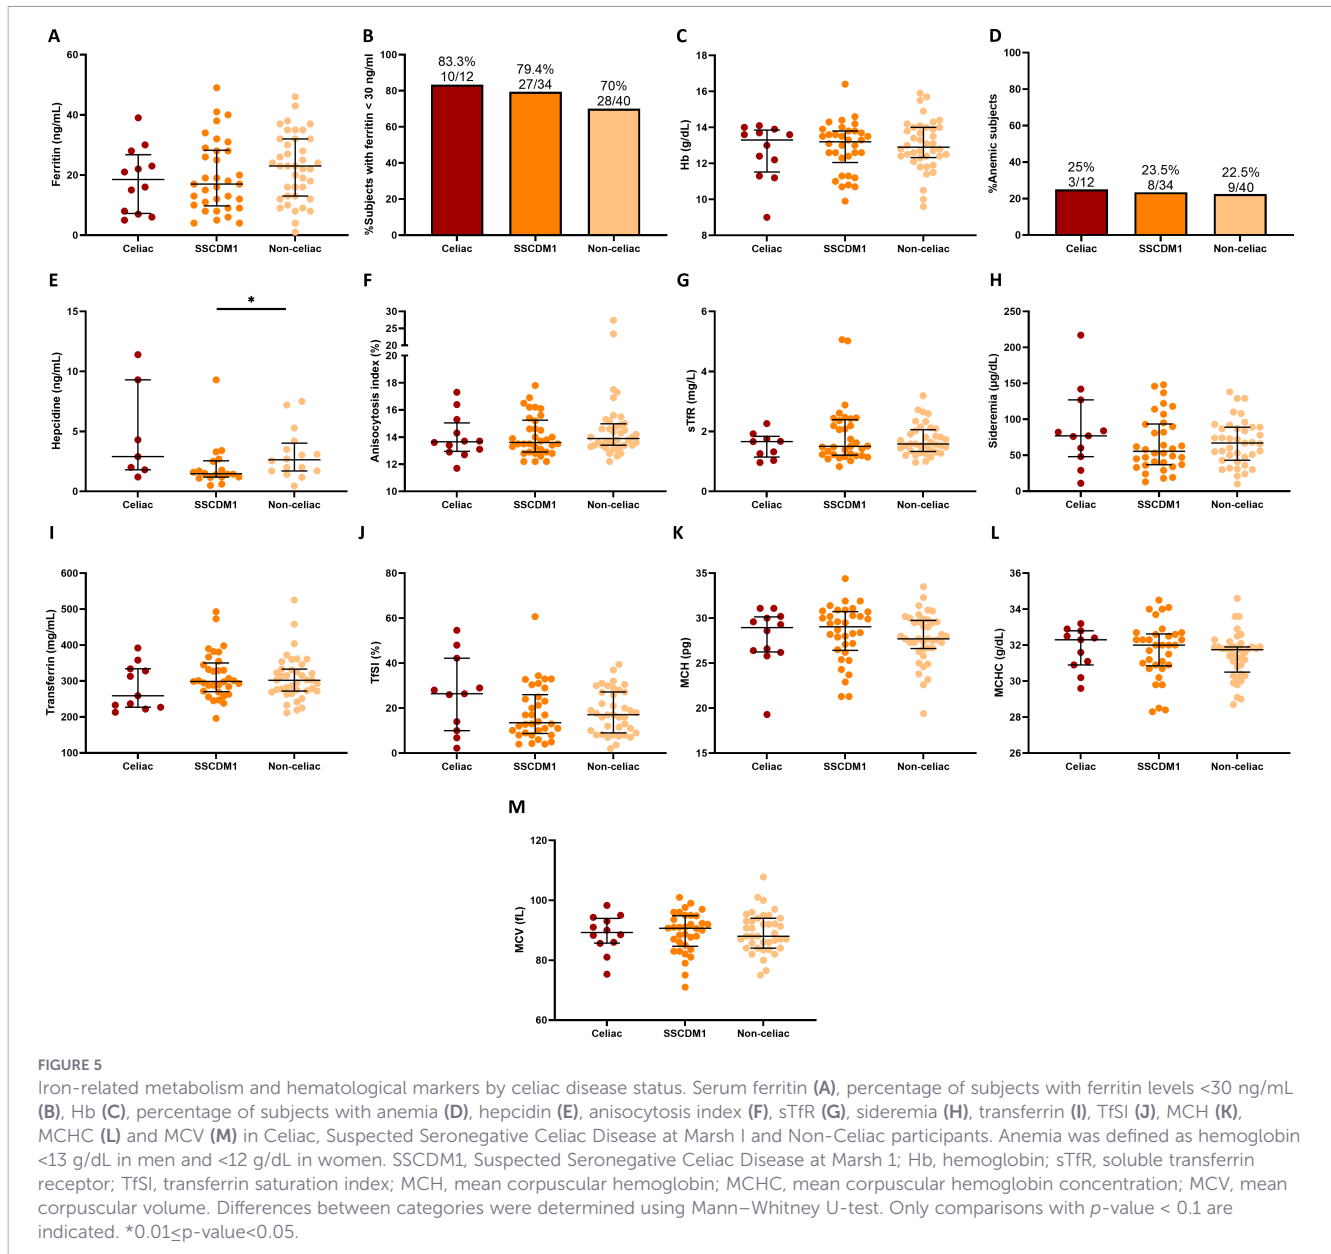 A
Ferritin (ng/mL)
60
40
20
0
Celiac SSCDM1 Non-celiac
B
%Subjects with ferritin < 30 ng/ml
100
80
60
40
20
0
83.3%
10/12
79.4%
27/34
70%
28/40
Celiac SSCDM1 Non-celiac
C
Hb (g/dL)
18
16
14
12
10
8
Celiac SSCDM1 Non-celiac
D
%Anemic subjects
100
80
60
40
20
0
25%
3/12
23.5%
8/34
22.5%
9/40
Celiac SSCDM1 Non-celiac
E
Hepcidine (ng/mL)
15
10
5
0
*
Celiac SSCDM1 Non-celiac
F
Anisocytosis index (%)
30
25
20
20
18
16
14
12
10
Celiac SSCDM1 Non-celiac
G
sTfR (mg/L)
6
4
2
0
Celiac SSCDM1 Non-celiac
H
Sideremia (µg/dL)
250
200
150
100
50
0
Celiac SSCDM1 Non-celiac
I
Transferrin (mg/mL)
600
500
400
300
200
100
Celiac SSCDM1 Non-celiac
J
TfSI (%)
80
60
40
20
0
Celiac SSCDM1 Non-celiac
K
MCH (pg)
35
30
25
20
15
Celiac SSCDM1 Non-celiac
L
MCHC (g/dL)
36
34
32
30
28
26
Celiac SSCDM1 Non-celiac
M
MCV (fL)
120
100
80
60
Celiac SSCDM1 Non-celiac
FIGURE 5
Iron-related metabolism and hematological markers by celiac disease status. Serum ferritin (A), percentage of subjects with ferritin levels <30 ng/mL
(B), Hb (C), percentage of subjects with anemia (D), hepcidin (E), anisocytosis index (F), sTfR (G), sideremia (H), transferrin (I), TfSI (J), MCH (K),
MCHC (L) and MCV (M) in Celiac, Suspected Seronegative Celiac Disease at Marsh I and Non-Celiac participants. Anemia was defined as hemoglobin
<13 g/dL in men and <12 g/dL in women. SSCDM1, Suspected Seronegative Celiac Disease at Marsh 1; Hb, hemoglobin; sTfR, soluble transferrin
receptor; TfSI, transferrin saturation index; MCH, mean corpuscular hemoglobin; MCHC, mean corpuscular hemoglobin concentration; MCV, mean
corpuscular volume. Differences between categories were determined using Mann–Whitney U-test. Only comparisons with p-value < 0.1 are
indicated. *0.01≤p-value<0.05.